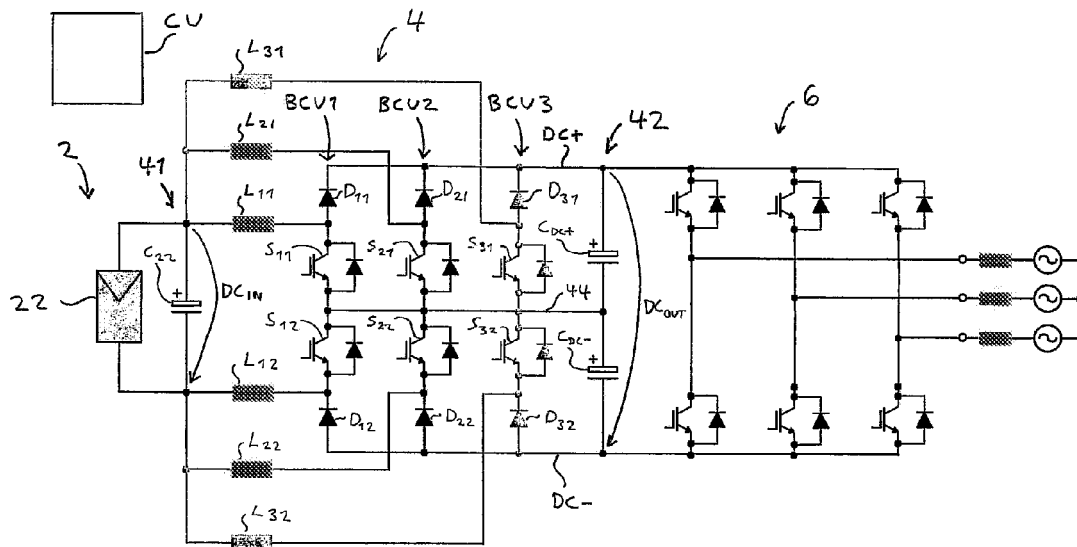 CU
L31
4
BCU1
BCU2
BCU3
42
6
L21
DC+
2
41
L11
D11
D21
D31
CDC+
S11
S21
S31
C22
22
DCIN
44
DCOUT
S12
S22
S32
CDC-
L12
D12
D22
D32
L22
DC-
L32